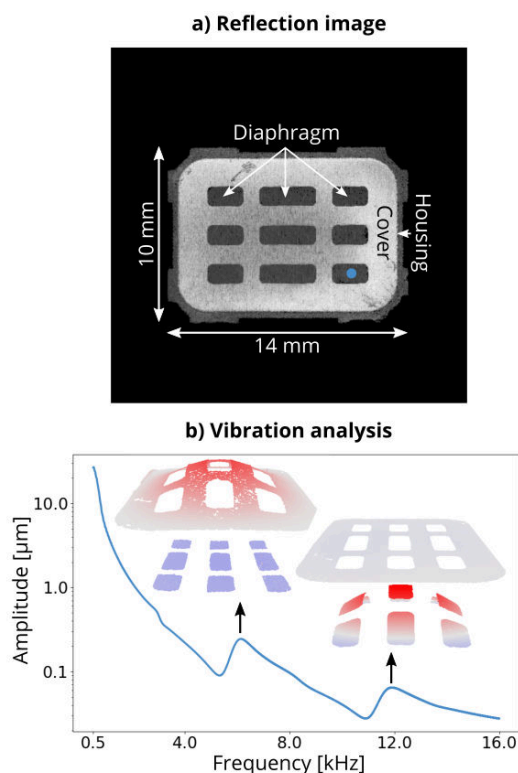 a) Reflection image
Diaphragm
10 mm
Cover
Housing
14 mm
b) Vibration analysis
Amplitude [µm]
10.0
1.0
0.1
0.5
4.0
8.0
12.0
16.0
Frequency [kHz]